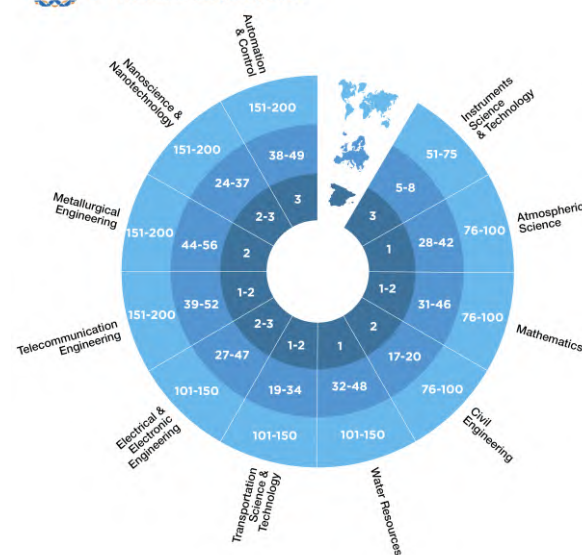 Automation
& Control
151-200
38-49
3
Instruments
Science
& Technology
51-75
5-8
3
Atmospheric
Science
76-100
28-42
1
Mathematics
76-100
31-46
1-2
Civil
Engineering
76-100
17-20
2
Water Resources
101-150
32-48
1
Transportation
Science &
Technology
101-150
19-34
1-2
Electrical &
Electronic
Engineering
101-150
27-47
2-3
Telecommunication
Engineering
151-200
39-52
1-2
Metallurgical
Engineering
151-200
44-56
2
Nanoscience &
Nanotechnology
151-200
24-37
2-3